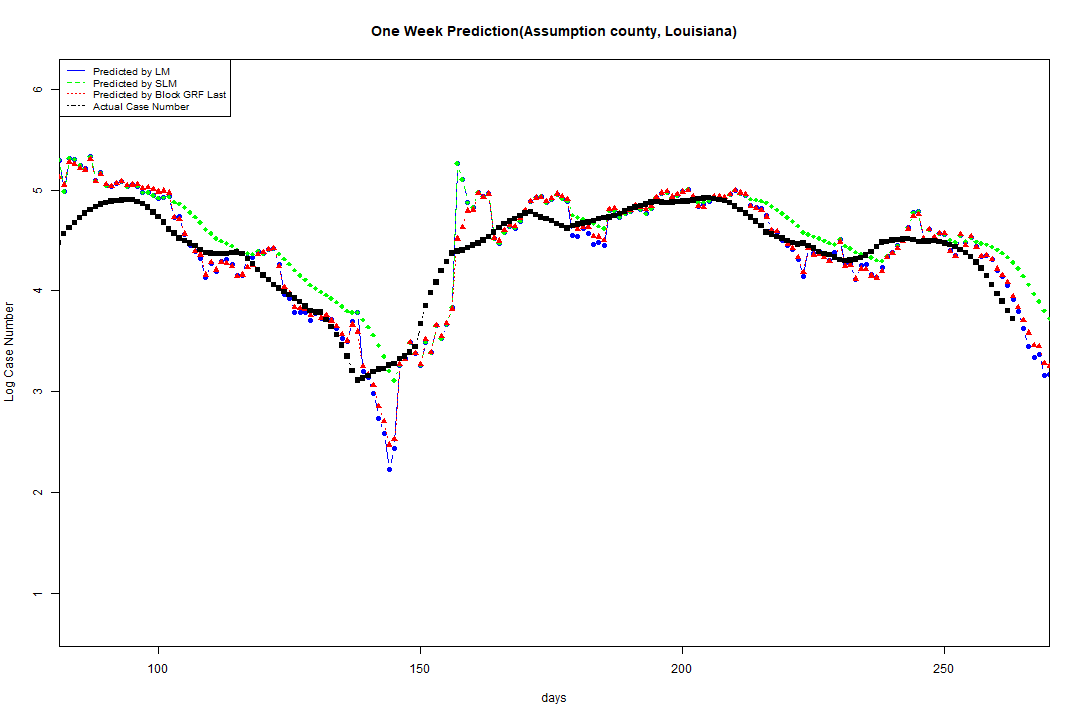 One Week Prediction(Assumption county, Louisiana)
Predicted by LM
Predicted by SLM
Predicted by Block GRF Last
Actual Case Number
6
5
4
3
2
1
Log Case Number
100
150
200
250
days